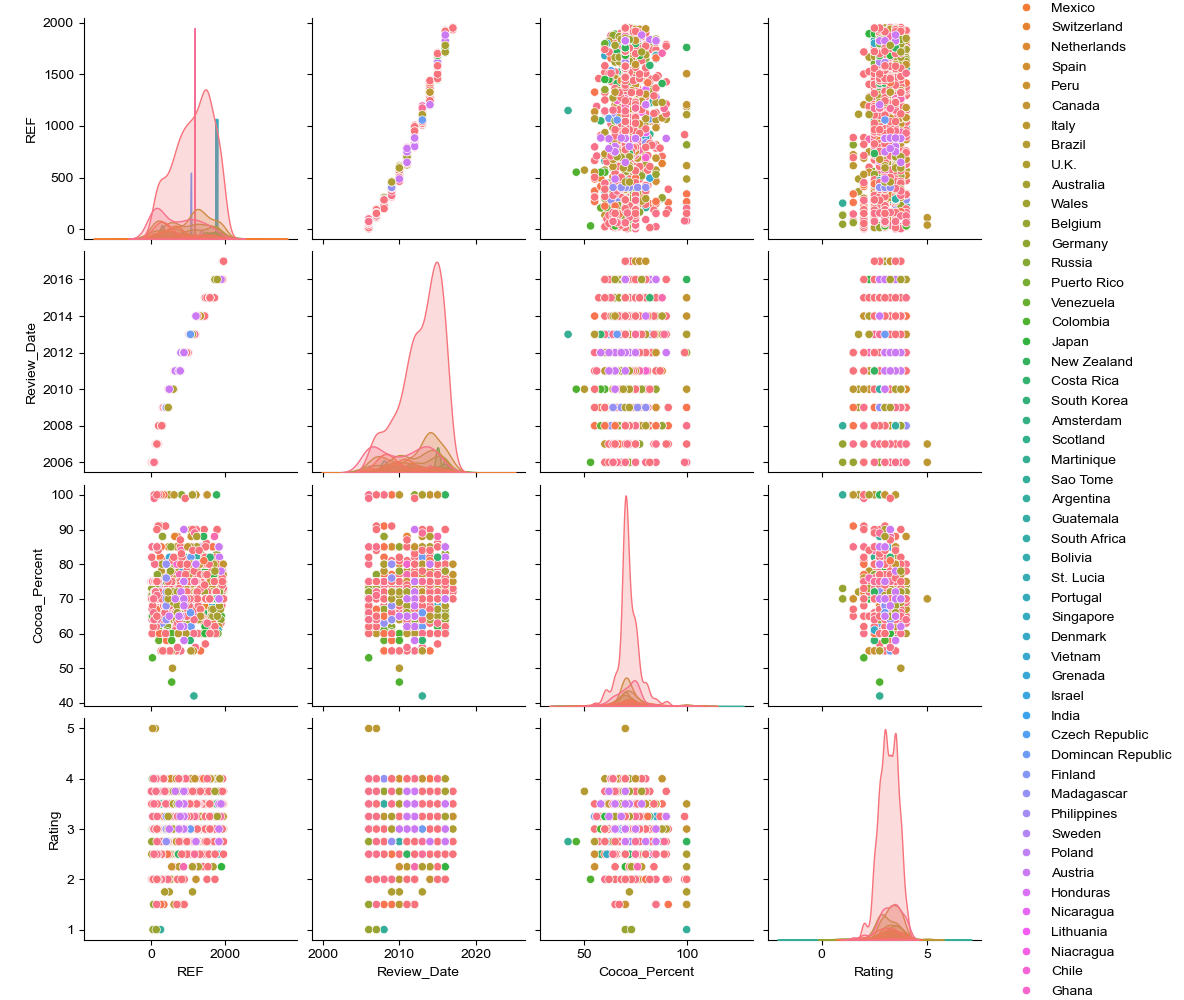 2000
1500
1000
500
0
REF
2016
2014
2012
2010
2008
2006
Review_Date
100
90
80
70
60
50
40
Cocoa_Percent
5
4
3
2
1
Rating
0 2000
REF
2000 2010 2020
Review_Date
50 100
Cocoa_Percent
0 5
Rating
Mexico
Switzerland
Netherlands
Spain
Peru
Canada
Italy
Brazil
U.K.
Australia
Wales
Belgium
Germany
Russia
Puerto Rico
Venezuela
Colombia
Japan
New Zealand
Costa Rica
South Korea
Amsterdam
Scotland
Martinique
Sao Tome
Argentina
Guatemala
South Africa
Bolivia
St. Lucia
Portugal
Singapore
Denmark
Vietnam
Grenada
Israel
India
Czech Republic
Domincan Republic
Finland
Madagascar
Philippines
Sweden
Poland
Austria
Honduras
Nicaragua
Lithuania
Niacragua
Chile
Ghana